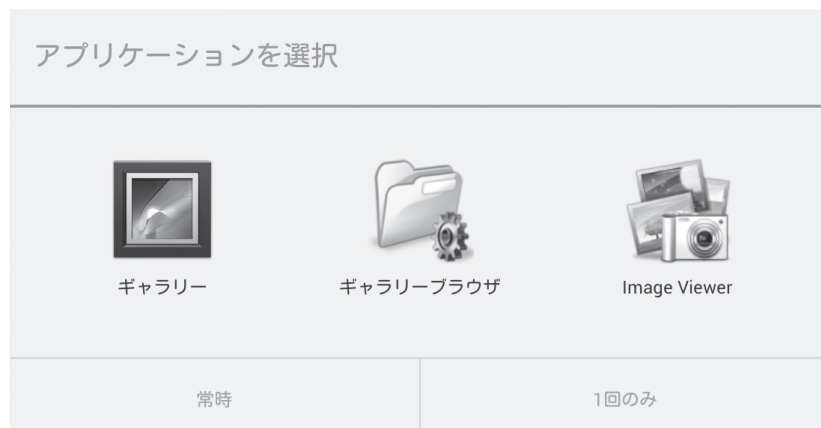 アプリケーションを選択
ギャラリー
ギャラリーブラウザ
Image Viewer
常時
1回のみ